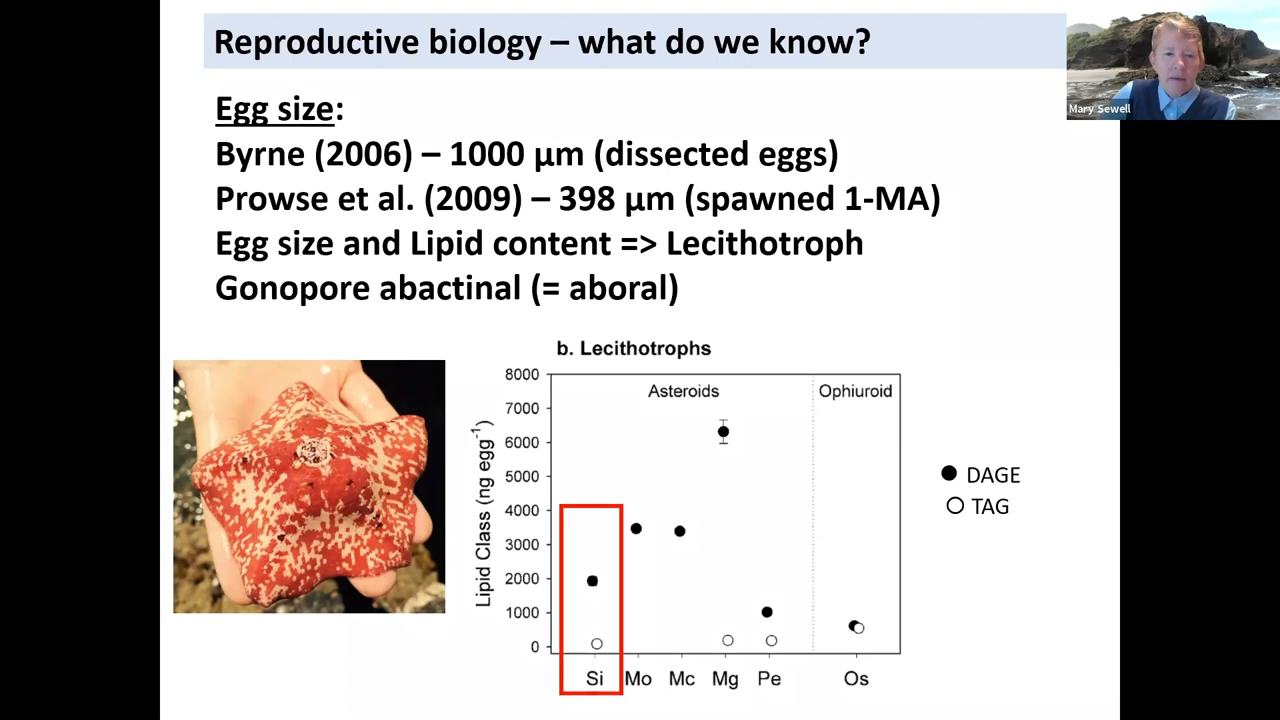 Reproductive biology – what do we know?
Mary Sewell
Egg size:
Byrne (2006) – 1000 µm (dissected eggs)
Prowse et al. (2009) – 398 µm (spawned 1-MA)
Egg size and Lipid content => Lecithotroph
Gonopore abactinal (= aboral)
b. Lecithotrophs
Lipid Class (ng egg⁻¹)
8000
7000
6000
5000
4000
3000
2000
1000
0
Asteroids
Ophiuroid
DAGE
TAG
Si Mo Mc Mg Pe Os